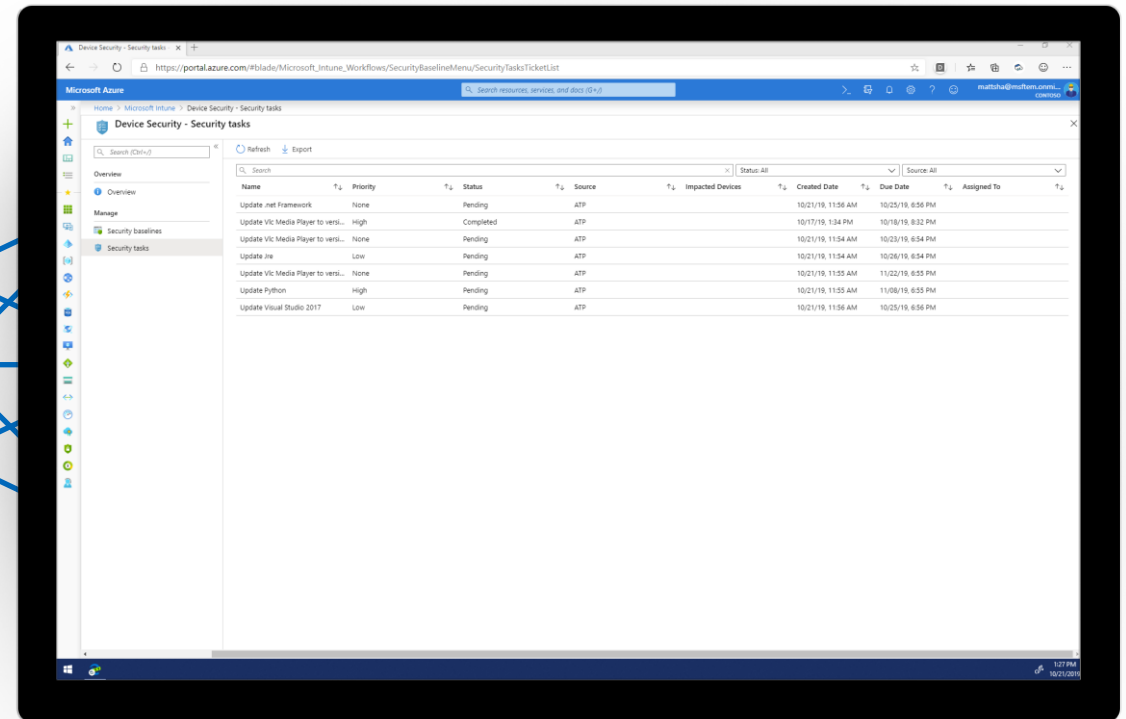 Device Security - Security tasks
https://portal.azure.com/#blade/Microsoft_Intune_Workflows/SecurityBaselineMenu/SecurityTasksTicketList
Microsoft Azure
Search resources, services, and docs (G+/)
mattsha@msftem.onmi...
CONTOSO
Home > Microsoft Intune > Device Security - Security tasks
Device Security - Security tasks
Search (Ctrl+/)
Refresh Export
Overview
Overview
Manage
Security baselines
Security tasks
Search Status: All Source: All
Name Priority Status Source Impacted Devices Created Date Due Date Assigned To
Update .net Framework None Pending ATP 10/21/19, 11:56 AM 10/25/19, 6:56 PM
Update Vlc Media Player to versi... High Completed ATP 10/17/19, 1:34 PM 10/18/19, 8:32 PM
Update Vlc Media Player to versi... None Pending ATP 10/21/19, 11:54 AM 10/23/19, 6:54 PM
Update Jre Low Pending ATP 10/21/19, 11:54 AM 10/26/19, 6:54 PM
Update Vlc Media Player to versi... None Pending ATP 10/21/19, 11:55 AM 11/22/19, 6:55 PM
Update Python High Pending ATP 10/21/19, 11:55 AM 11/08/19, 6:55 PM
Update Visual Studio 2017 Low Pending ATP 10/21/19, 11:56 AM 10/25/19, 6:56 PM
1:27 PM
10/21/2019